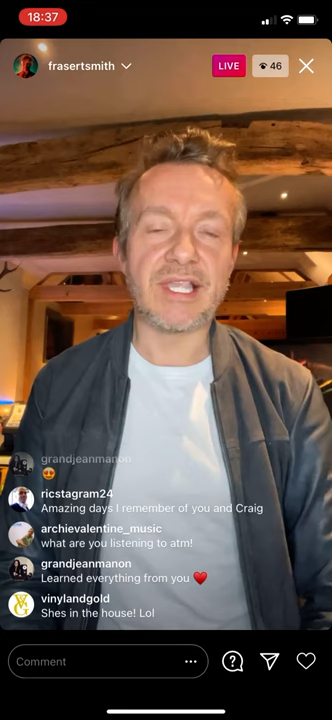 18:37
frasertsmith
LIVE
46
grandjeanmanon
ricstagram24
Amazing days I remember of you and Craig
archievalentine_music
what are you listening to atm!
grandjeanmanon
Learned everything from you
vinylandgold
Shes in the house! Lol
Comment